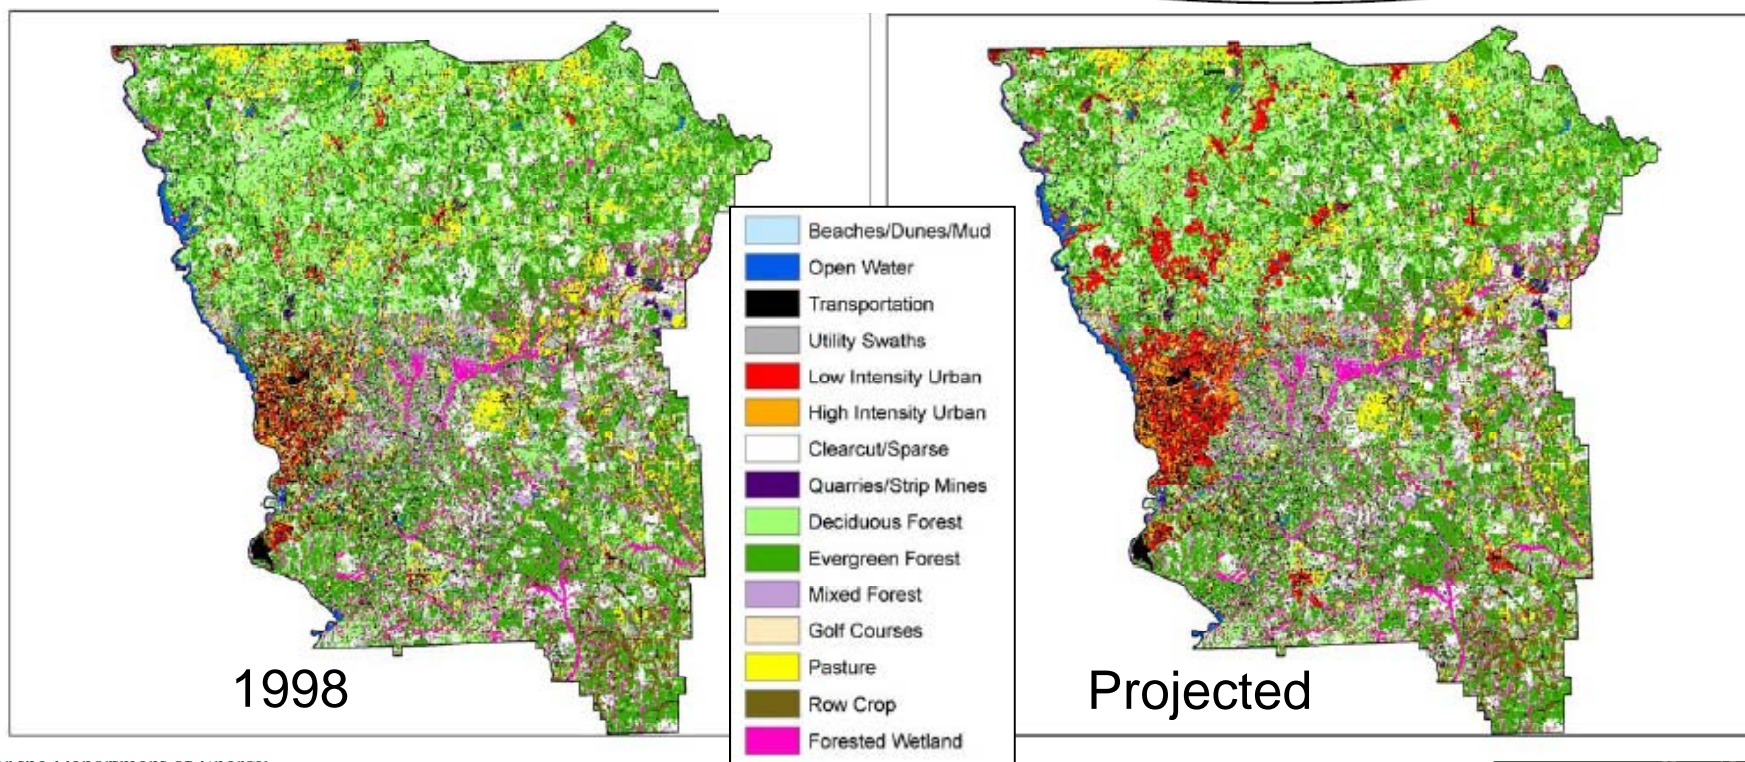 Beaches/Dunes/Mud
Open Water
Transportation
Utility Swaths
Low Intensity Urban
High Intensity Urban
Clearcut/Sparse
Quarries/Strip Mines
Deciduous Forest
Evergreen Forest
Mixed Forest
Golf Courses
Pasture
Row Crop
Forested Wetland
1998
Projected